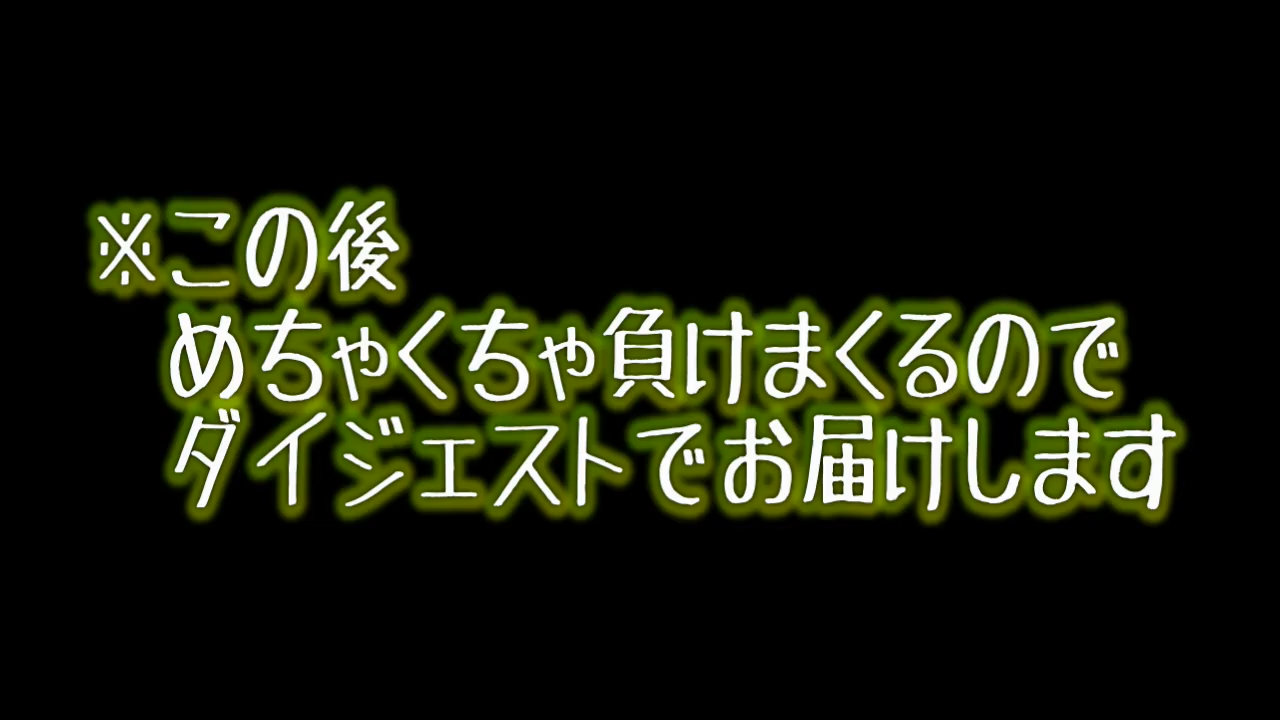 ※この後
めちゃくちゃ負けまくるので
ダイジェストでお届けします